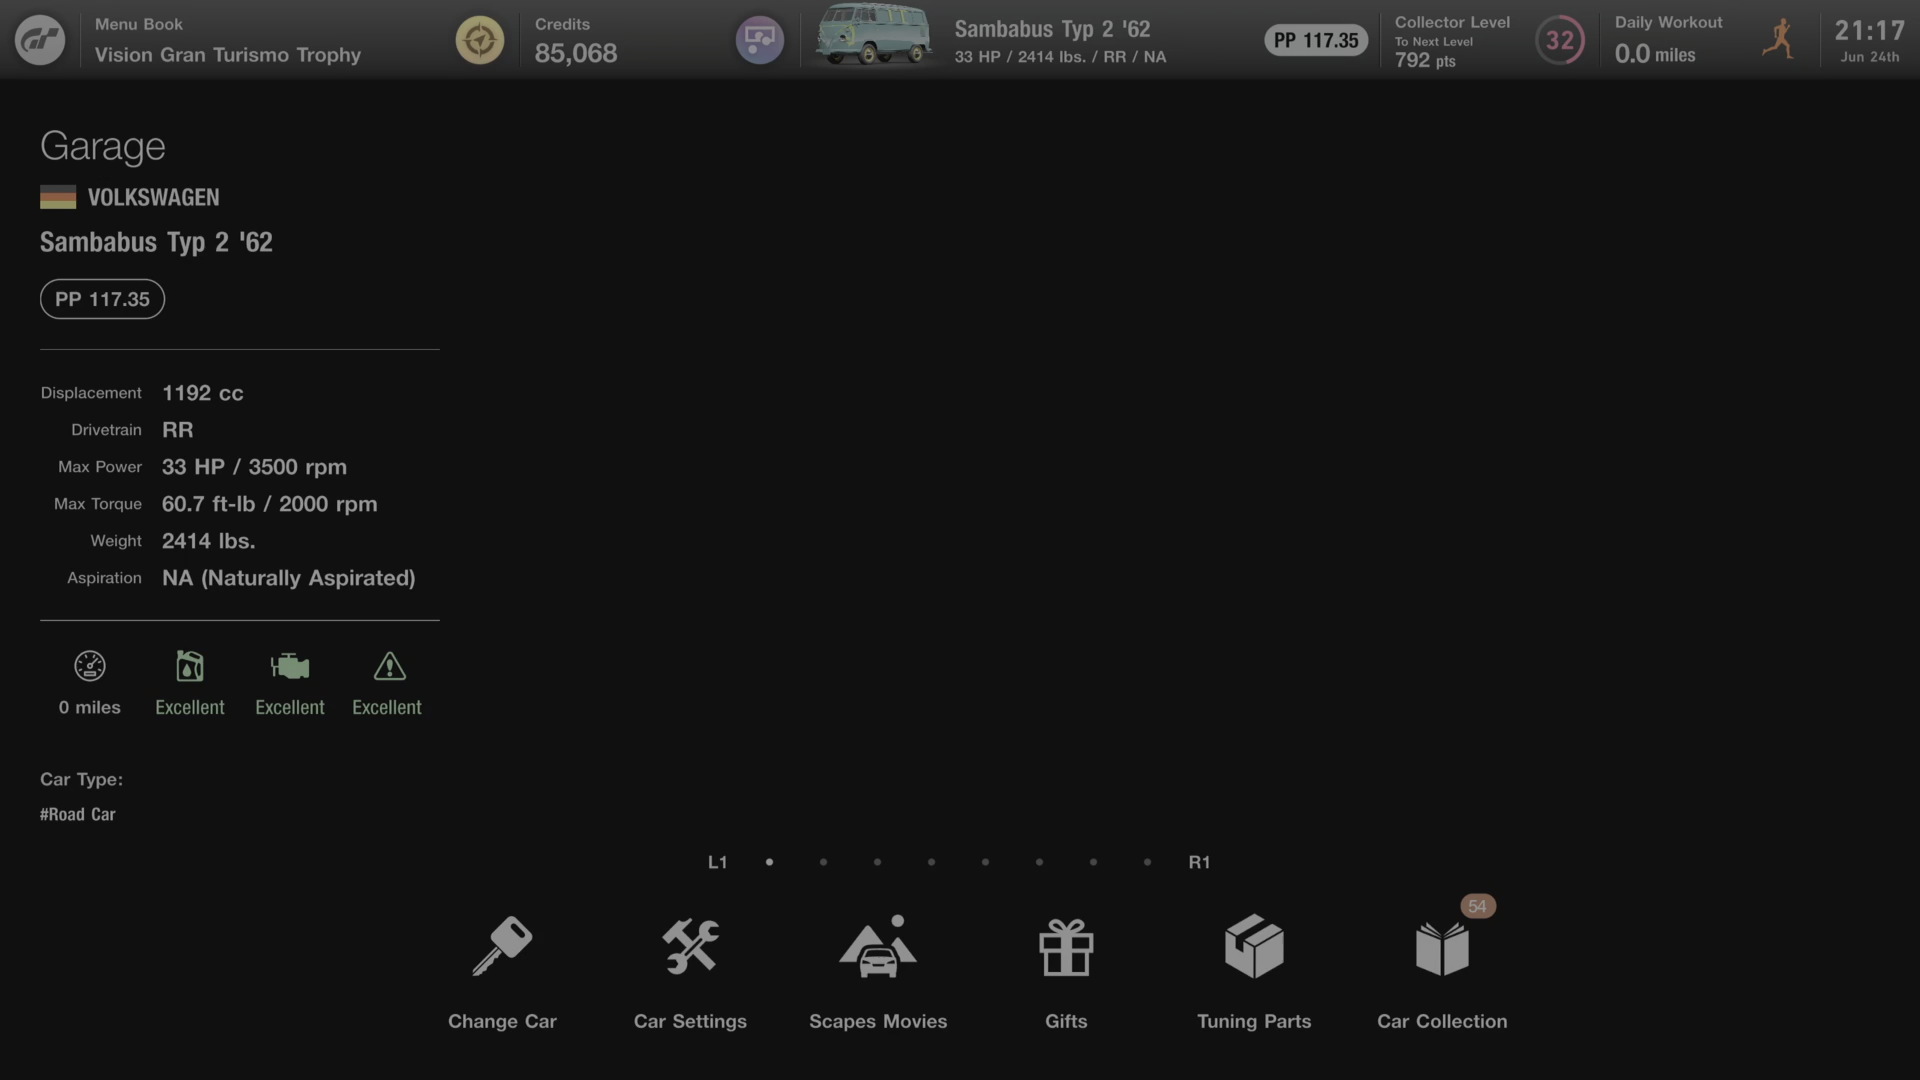 Menu Book
Vision Gran Turismo Trophy
Credits
85,068
Sambabus Typ 2 '62
33 HP / 2414 lbs. / RR / NA
PP 117.35
Collector Level
To Next Level
792 pts
32
Daily Workout
0.0 miles
21:17
Jun 24th
Garage
VOLKSWAGEN
Sambabus Typ 2 '62
PP 117.35
Displacement 1192 cc
Drivetrain RR
Max Power 33 HP / 3500 rpm
Max Torque 60.7 ft-lb / 2000 rpm
Weight 2414 lbs.
Aspiration NA (Naturally Aspirated)
0 miles Excellent Excellent Excellent
Car Type:
#Road Car
L1 R1
54
Change Car Car Settings Scapes Movies Gifts Tuning Parts Car Collection